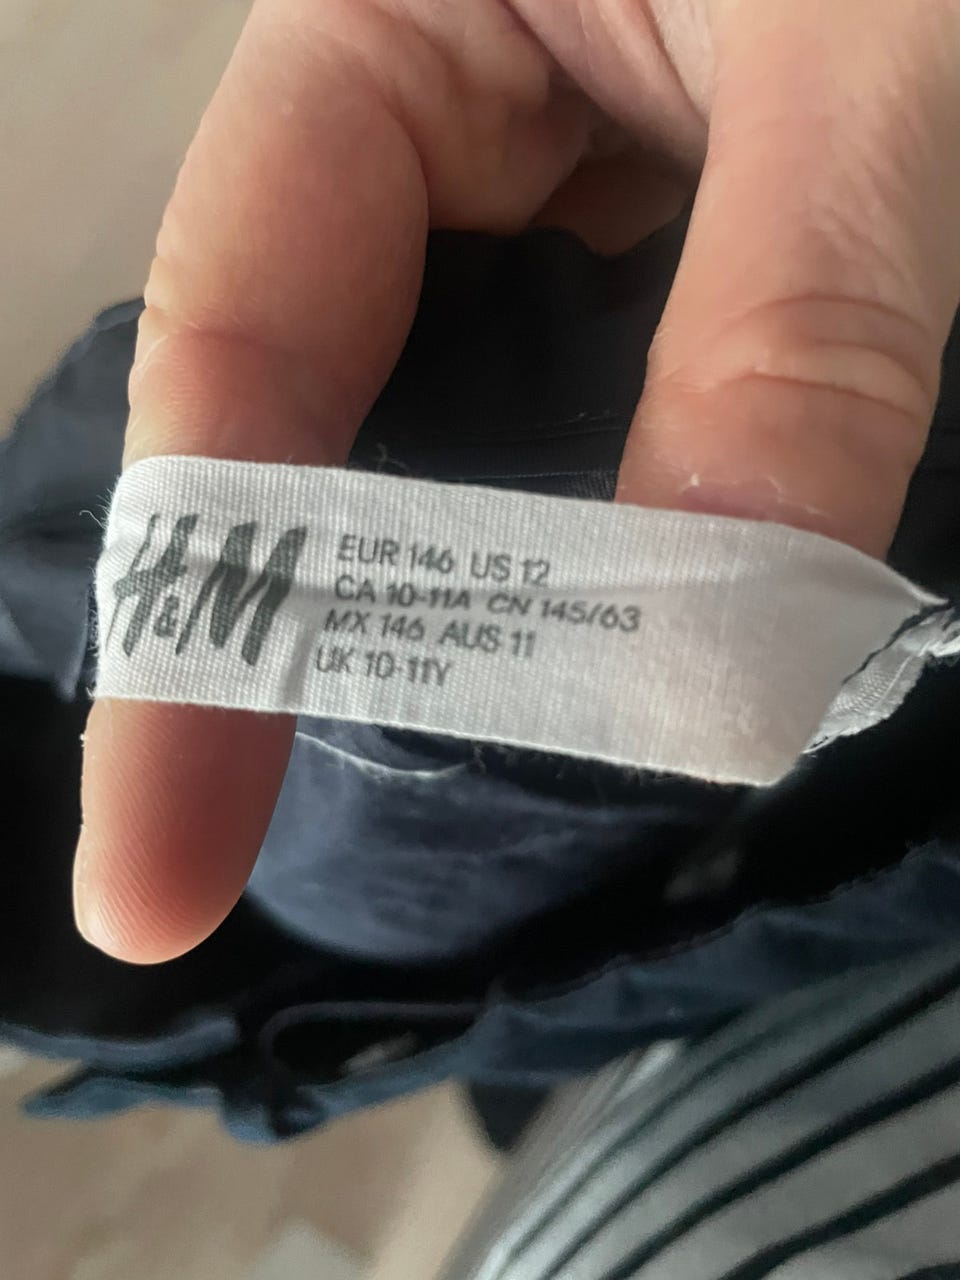 H&M
EUR 146 US 12
CA 10-11A CN 145/63
MX 146 AUS 11
UK 10-11Y